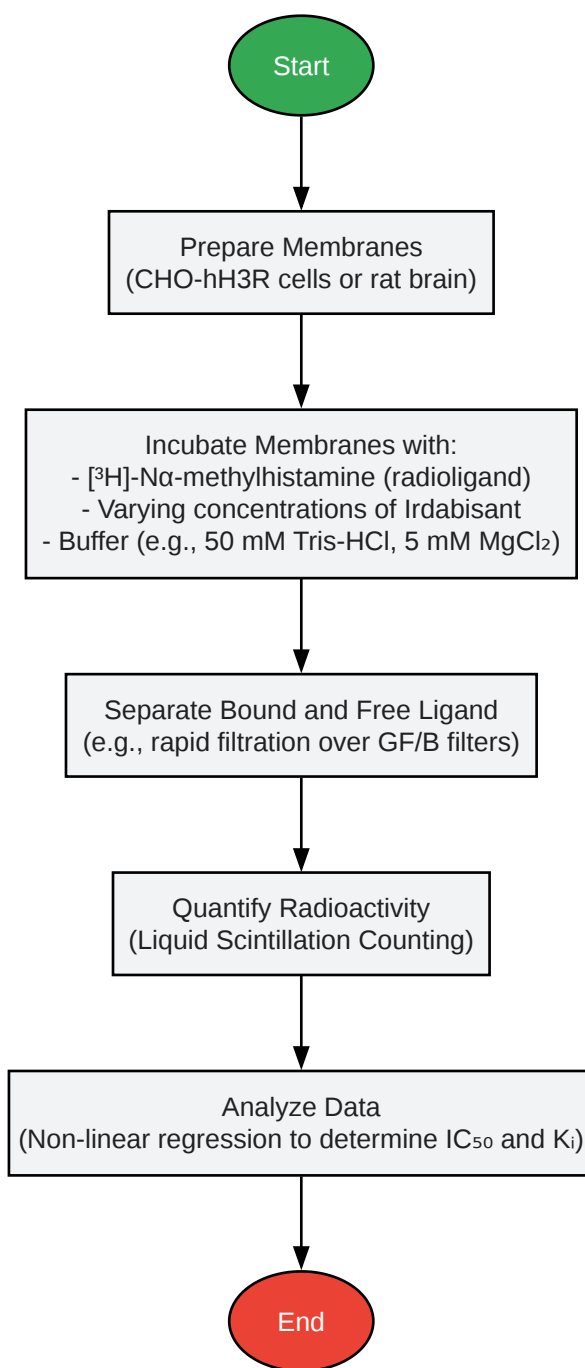 Start
Prepare Membranes
(CHO-hH3R cells or rat brain)
Incubate Membranes with:
- [³H]-Nα-methylhistamine (radioligand)
- Varying concentrations of Irdabisant
- Buffer (e.g., 50 mM Tris-HCl, 5 mM MgCl₂)
Separate Bound and Free Ligand
(e.g., rapid filtration over GF/B filters)
Quantify Radioactivity
(Liquid Scintillation Counting)
Analyze Data
(Non-linear regression to determine IC₅₀ and Kᵢ)
End